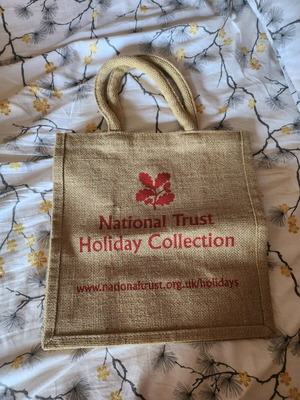 National Trust
Holiday Collection
www.nationaltrust.org.uk/holidays